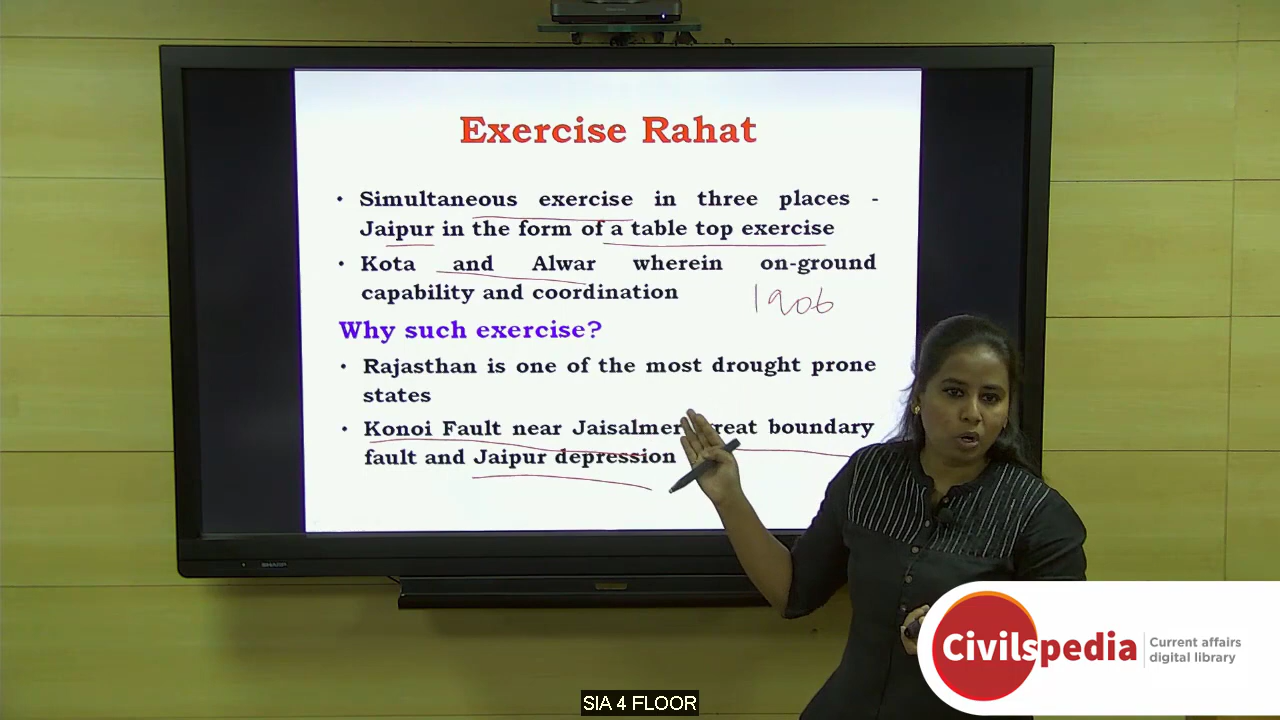 Exercise Rahat
• Simultaneous exercise in three places -
Jaipur in the form of a table top exercise
• Kota and Alwar wherein on-ground
capability and coordination
1906
Why such exercise?
• Rajasthan is one of the most drought prone
states
• Konoi Fault near Jaisalmer reat boundary
fault and Jaipur depression
SHARP
Civilspedia
Current affairs
digital library
SIA 4 FLOOR